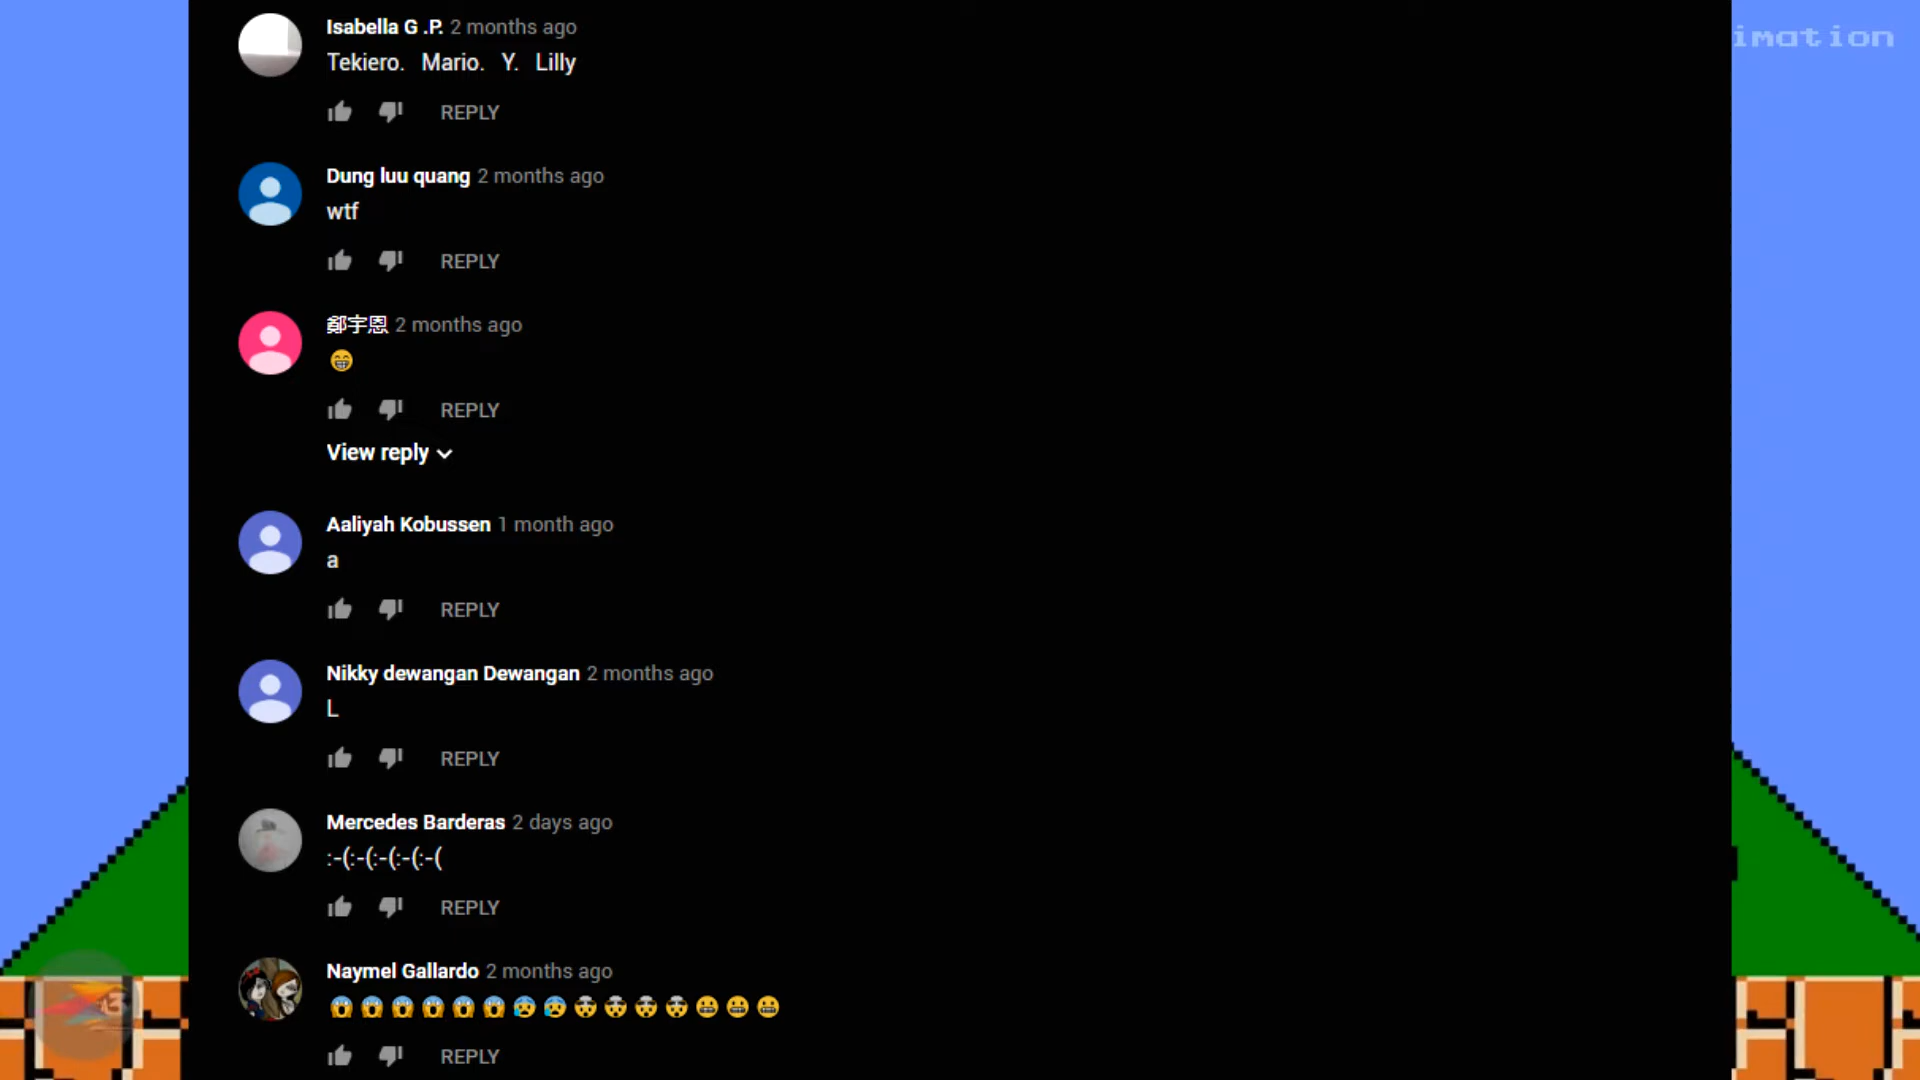 imation
Isabella G .P. 2 months ago
Tekiero. Mario. Y. Lilly
REPLY
Dung luu quang 2 months ago
wtf
REPLY
鄭宇恩 2 months ago
😁
REPLY
View reply
Aaliyah Kobussen 1 month ago
a
REPLY
Nikky dewangan Dewangan 2 months ago
L
REPLY
Mercedes Barderas 2 days ago
:-(:-(:-(:-(:-(
REPLY
Naymel Gallardo 2 months ago
😱😱😱😱😱😱😰😰🤯🤯🤯🤯😬😬😬
REPLY